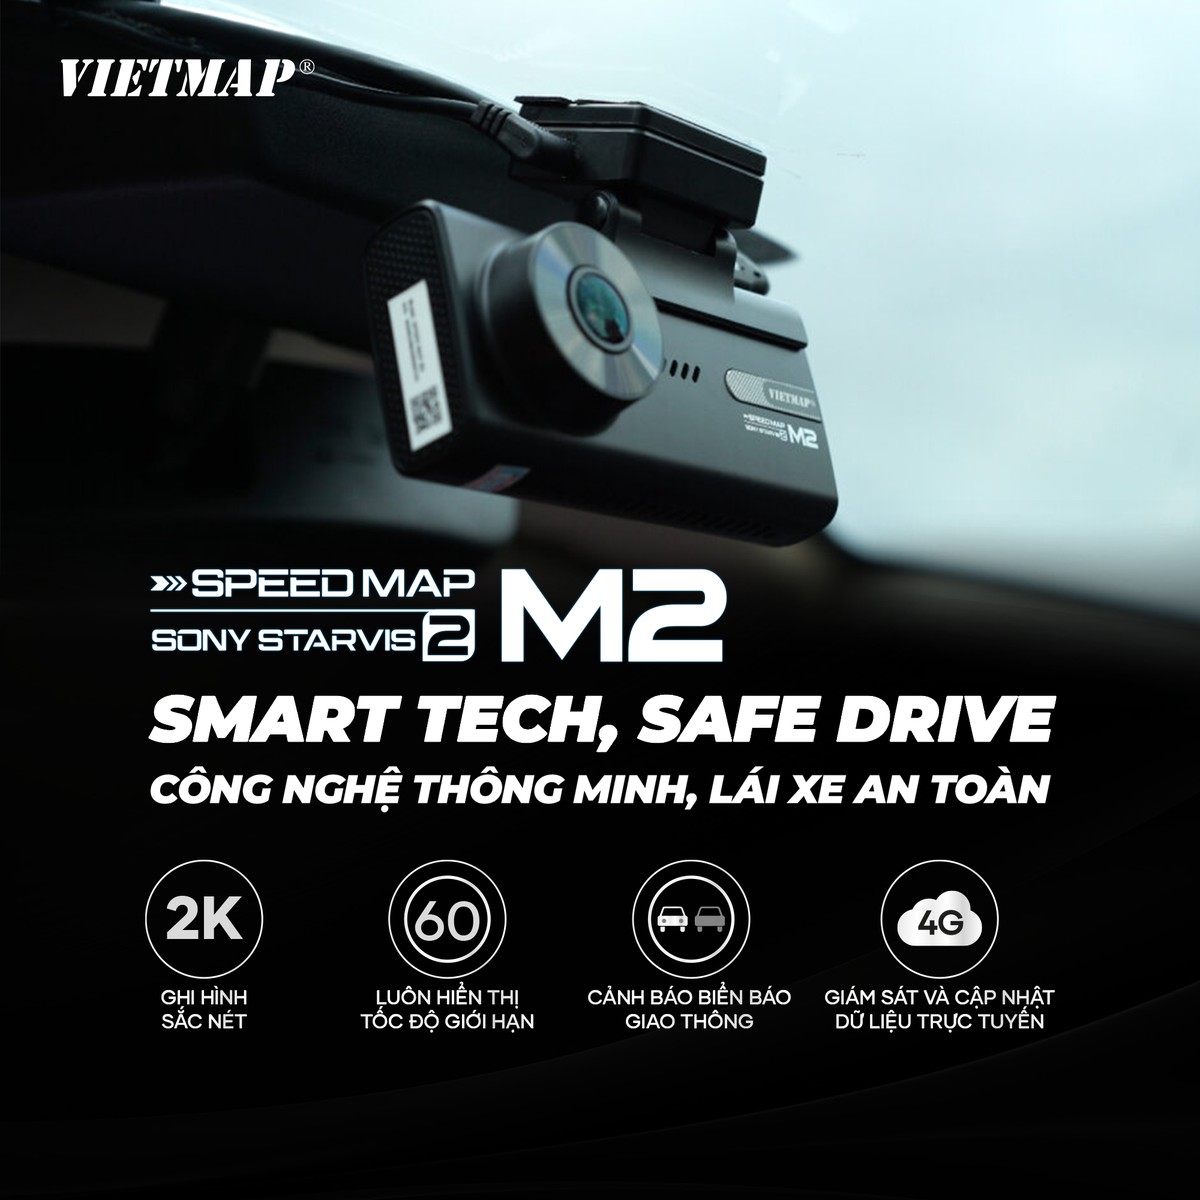 VIETMAP®
VIETMAP
SPEED MAP
SONY STARVIS 2 M2
SPEED MAP
SONY STARVIS 2
M2
SMART TECH, SAFE DRIVE
CÔNG NGHỆ THÔNG MINH, LÁI XE AN TOÀN
2K
60
4G
GHI HÌNH
SẮC NÉT
LUÔN HIỂN THỊ
TỐC ĐỘ GIỚI HẠN
CẢNH BÁO BIỂN BÁO
GIAO THÔNG
GIÁM SÁT VÀ CẬP NHẬT
DỮ LIỆU TRỰC TUYẾN